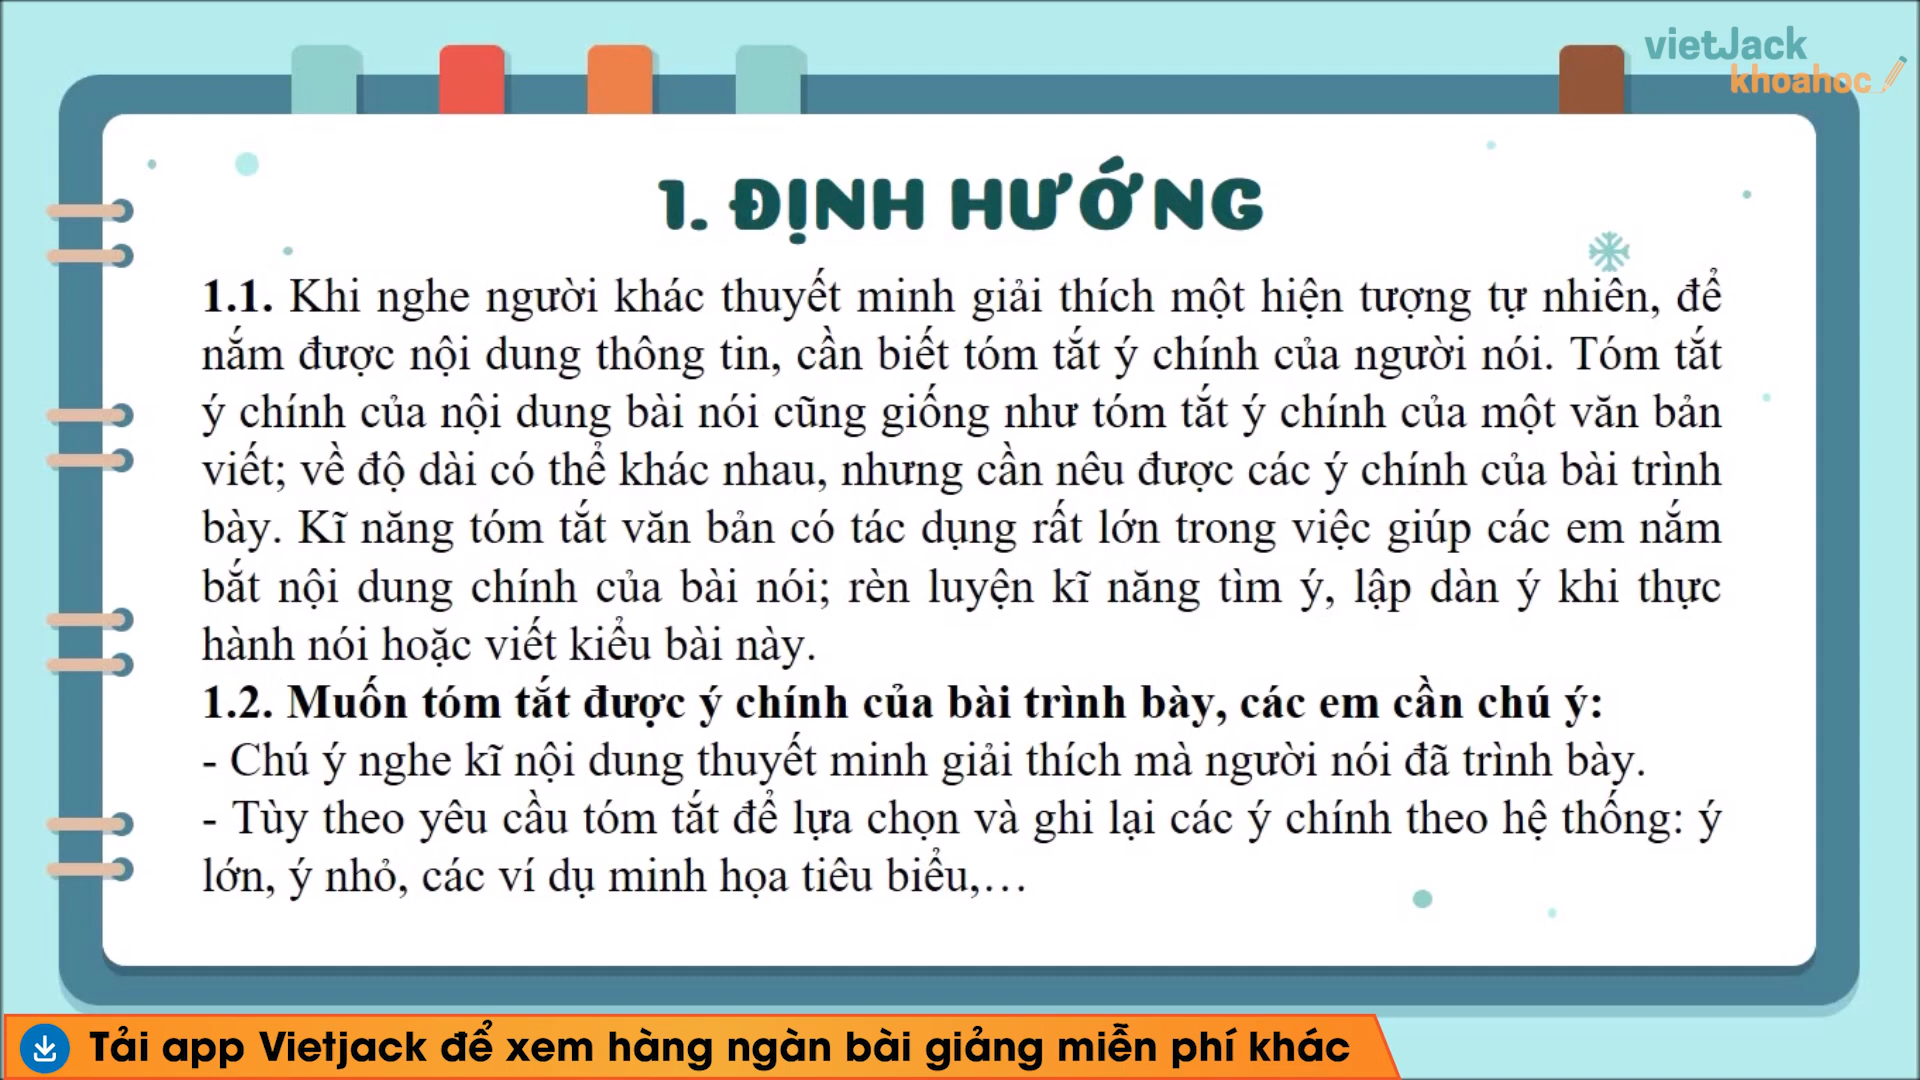 vietJack
khoahoc
1. ĐỊNH HƯỚNG
1.1. Khi nghe người khác thuyết minh giải thích một hiện tượng tự nhiên, để
nắm được nội dung thông tin, cần biết tóm tắt ý chính của người nói. Tóm tắt
ý chính của nội dung bài nói cũng giống như tóm tắt ý chính của một văn bản
viết; về độ dài có thể khác nhau, nhưng cần nêu được các ý chính của bài trình
bày. Kĩ năng tóm tắt văn bản có tác dụng rất lớn trong việc giúp các em nắm
bắt nội dung chính của bài nói; rèn luyện kĩ năng tìm ý, lập dàn ý khi thực
hành nói hoặc viết kiểu bài này.
1.2. Muốn tóm tắt được ý chính của bài trình bày, các em cần chú ý:
- Chú ý nghe kĩ nội dung thuyết minh giải thích mà người nói đã trình bày.
- Tùy theo yêu cầu tóm tắt để lựa chọn và ghi lại các ý chính theo hệ thống: ý
lớn, ý nhỏ, các ví dụ minh họa tiêu biểu,…
Tải app Vietjack để xem hàng ngàn bài giảng miễn phí khác